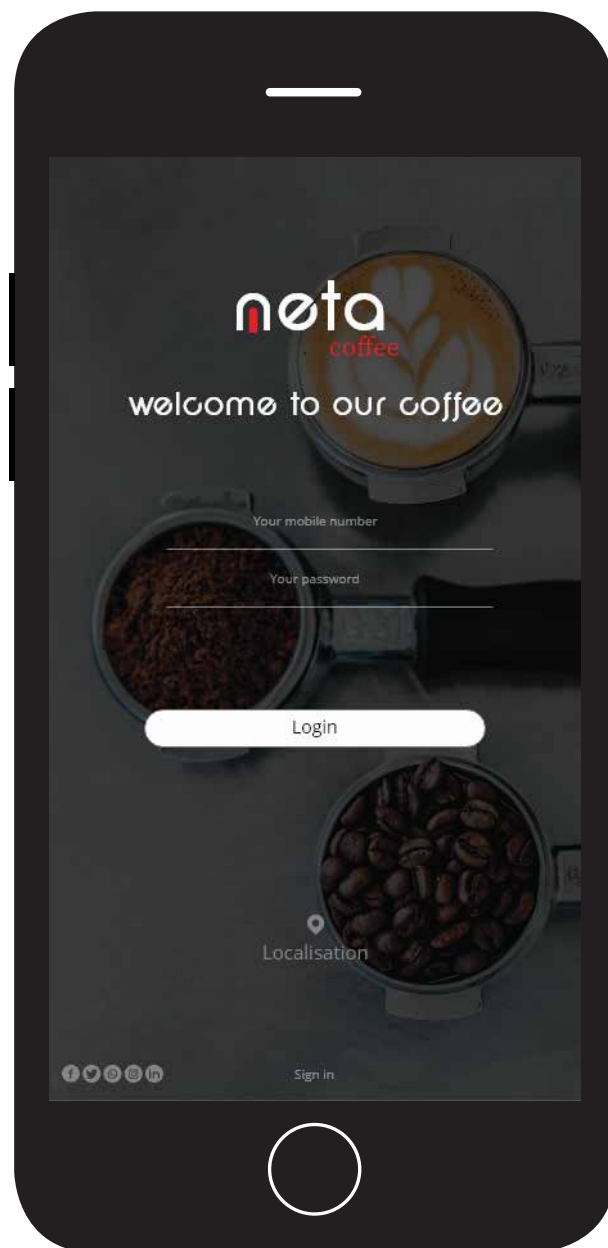 neta
coffee
welcome to our coffee
Your mobile number
Your password
Login
Localisation
Sign in